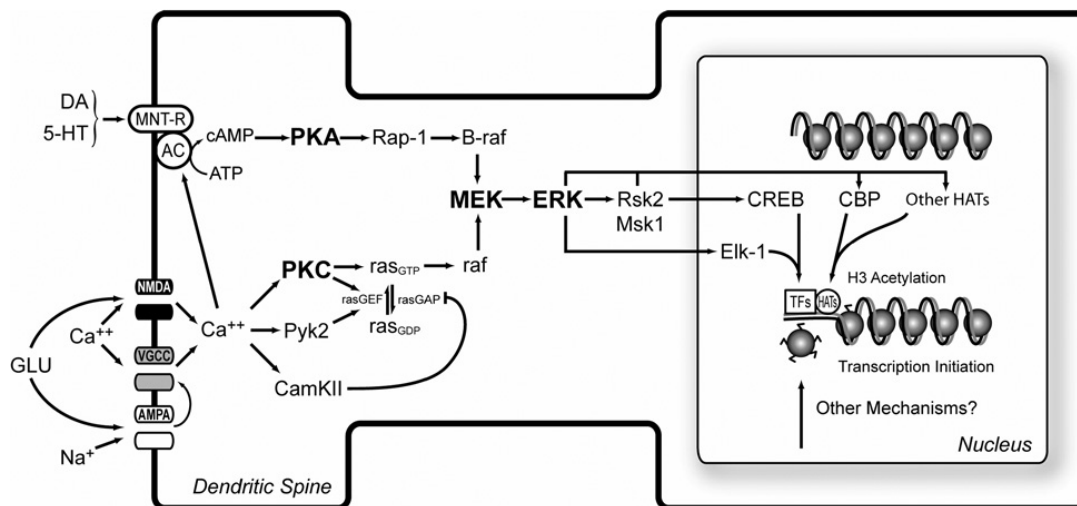 DA
5-HT
MNT-R
AC
cAMP
ATP
PKA
Rap-1
B-raf
MEK
ERK
Rsk2
Msk1
CREB
CBP
Other HATs
Elk-1
H3 Acetylation
TFs
HATs
Transcription Initiation
Other Mechanisms?
Nucleus
PKC
rasGTP
raf
rasGEF
rasGAP
rasGDP
Pyk2
CamKII
Ca++
NMDA
Ca++
VGCC
GLU
AMPA
Na+
Dendritic Spine